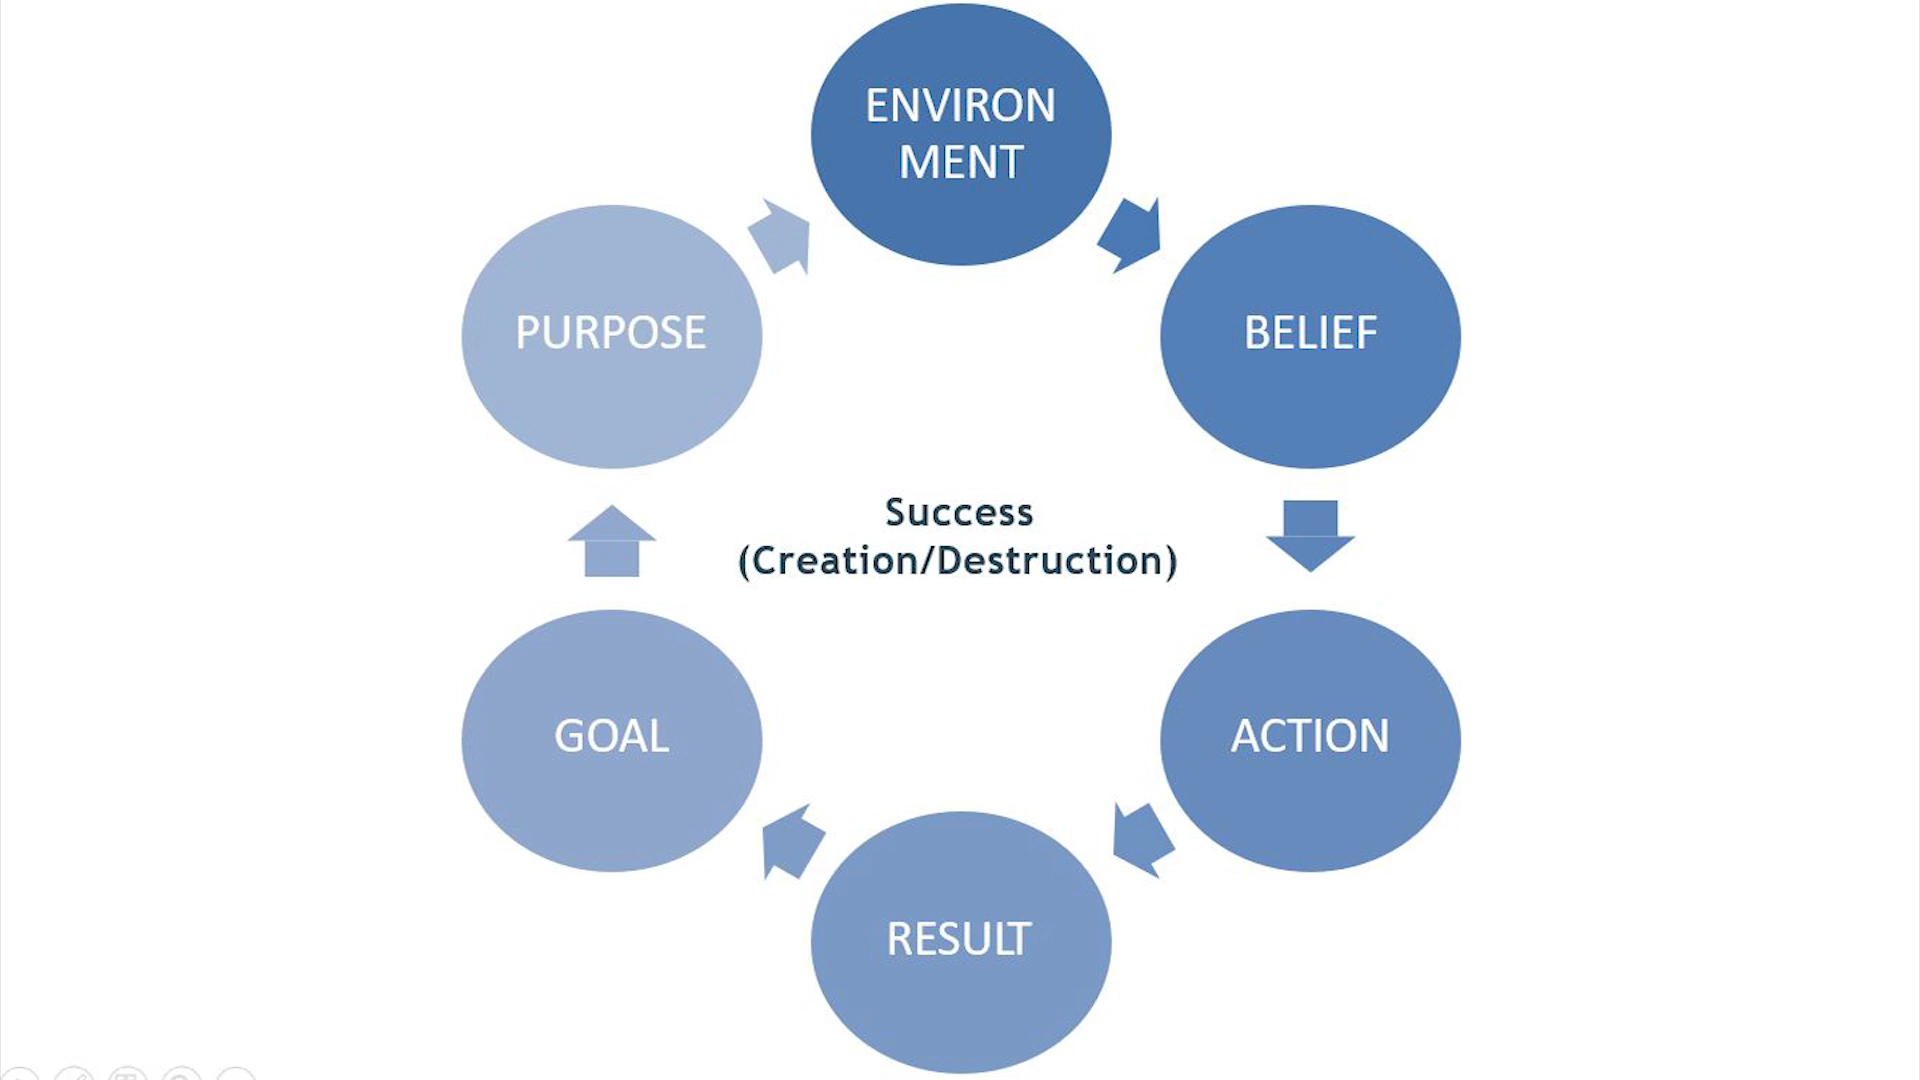 ENVIRON
MENT
PURPOSE
BELIEF
Success
(Creation/Destruction)
GOAL
ACTION
RESULT